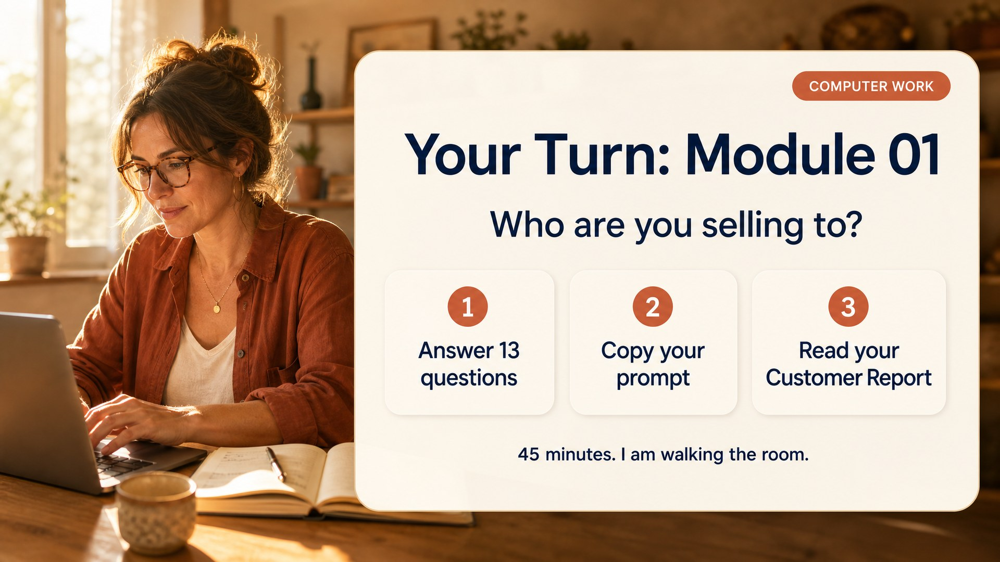 COMPUTER WORK
Your Turn: Module 01
Who are you selling to?
1
Answer 13
questions
2
Copy your
prompt
3
Read your
Customer Report
45 minutes. I am walking the room.